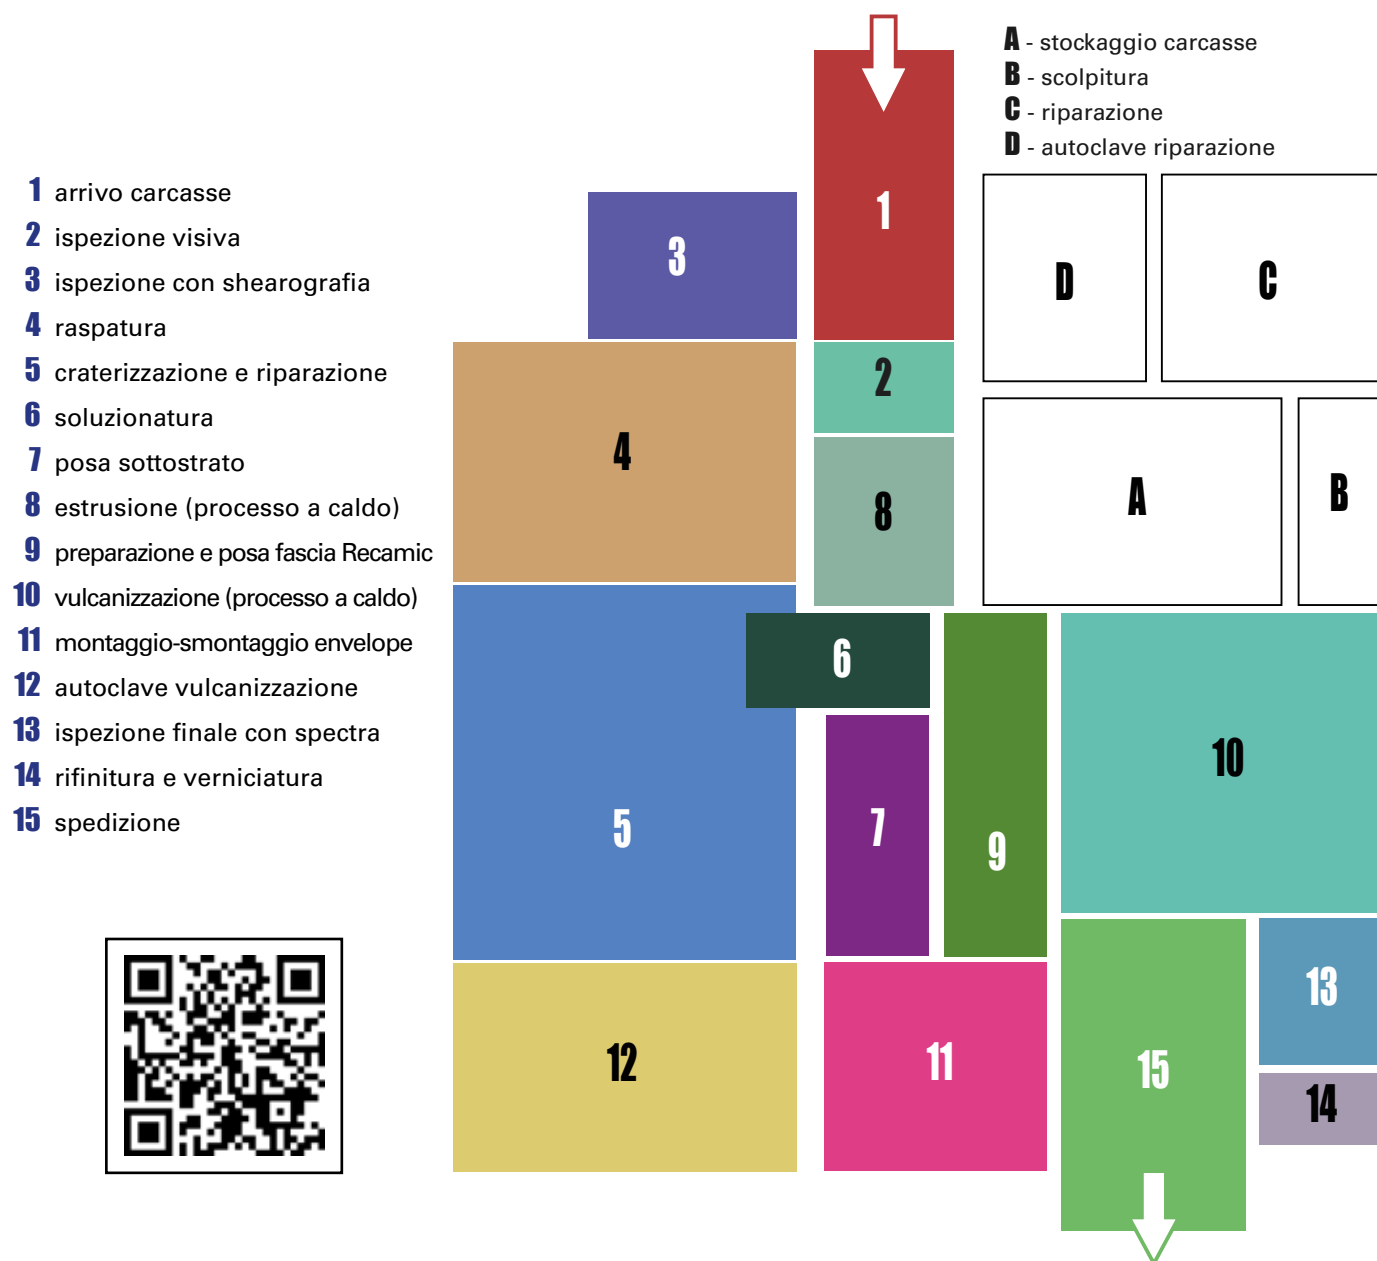 A - stockaggio carcasse
B - scolpitura
C - riparazione
D - autoclave riparazione
1 arrivo carcasse
2 ispezione visiva
3 ispezione con shearografia
4 raspatura
5 craterizzazione e riparazione
6 soluzionatura
7 posa sottostrato
8 estrusione (processo a caldo)
9 preparazione e posa fascia Recamic
10 vulcanizzazione (processo a caldo)
11 montaggio-smontaggio envelope
12 autoclave vulcanizzazione
13 ispezione finale con spectra
14 rifinitura e verniciatura
15 spedizione
1
3
D
C
2
4
8
A
B
6
10
5
7
9
13
12
11
15
14